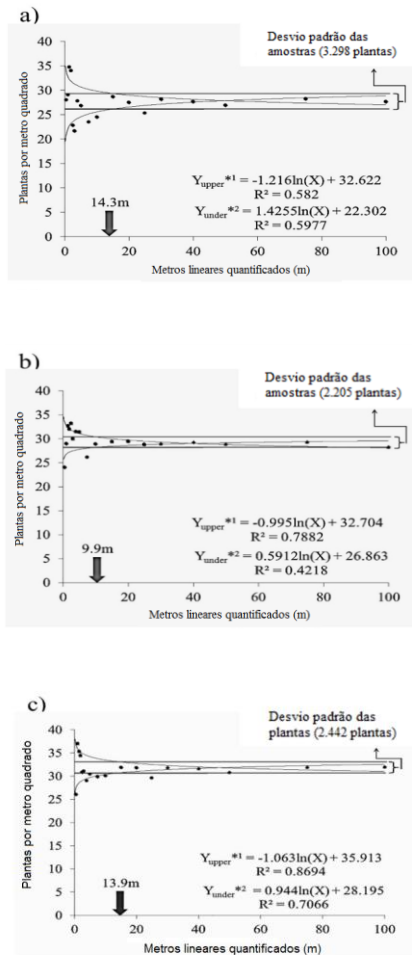 a)
Desvio padrão das
amostras (3.298 plantas)
Plantas por metro quadrado
40
35
30
25
20
15
10
5
0
14.3m
Yupper*1 = -1.216ln(X) + 32.622
R² = 0.582
Yunder*2 = 1.4255ln(X) + 22.302
R² = 0.5977
0 20 40 60 80 100
Metros lineares quantificados (m)
b)
Desvio padrão das
amostras (2.205 plantas)
Plantas por metro quadrado
40
35
30
25
20
15
10
5
0
9.9m
Yupper*1 = -0.995ln(X) + 32.704
R² = 0.7882
Yunder*2 = 0.5912ln(X) + 26.863
R² = 0.4218
0 20 40 60 80 100
Metros lineares quantificados (m)
c)
Desvio padrão das
plantas (2.442 plantas)
Plantas por metro quadrado
40
35
30
25
20
15
10
5
0
13.9m
Yupper*1 = -1.063ln(X) + 35.913
R² = 0.8694
Yunder*2 = 0.944ln(X) + 28.195
R² = 0.7066
0 20 40 60 80 100
Metros lineares quantificados (m)